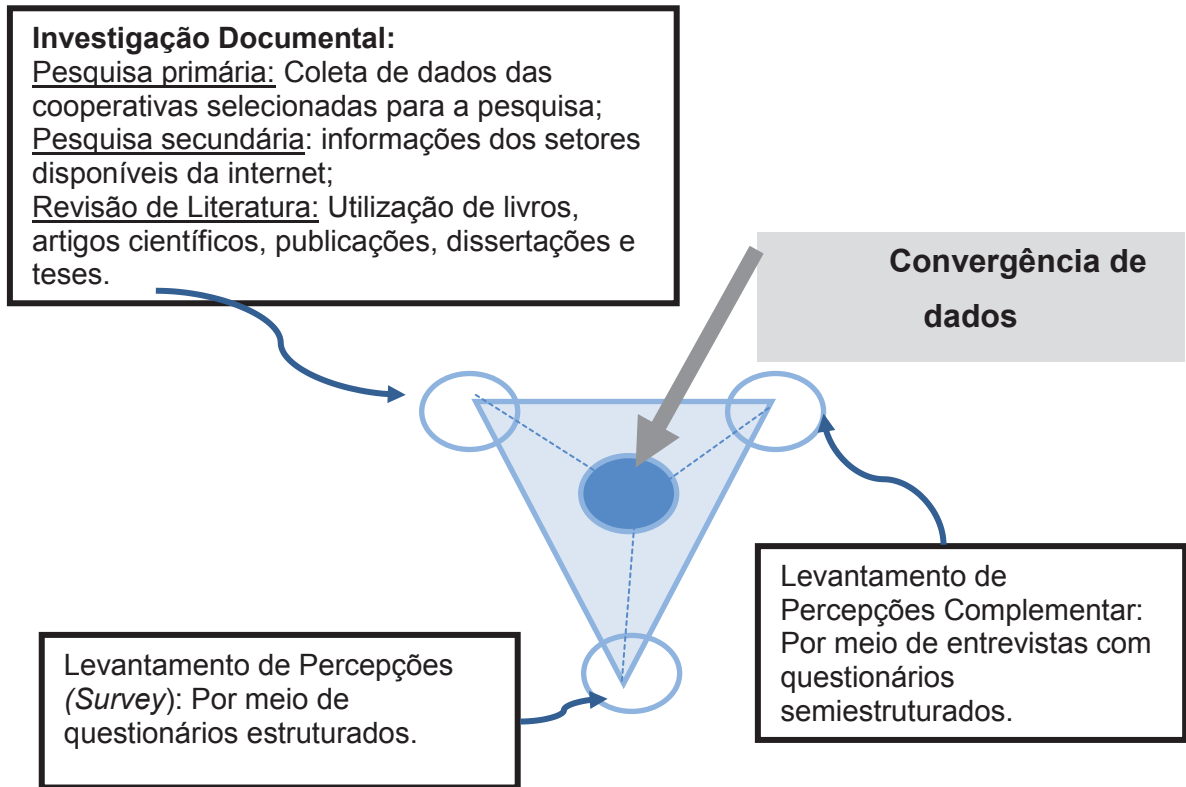 Investigação Documental:
Pesquisa primária: Coleta de dados das
cooperativas selecionadas para a pesquisa;
Pesquisa secundária: informações dos setores
disponíveis da internet;
Revisão de Literatura: Utilização de livros,
artigos científicos, publicações, dissertações e
teses.
Convergência de
dados
Levantamento de
Percepções Complementar:
Por meio de entrevistas com
questionários
semiestruturados.
Levantamento de Percepções
(Survey): Por meio de
questionários estruturados.